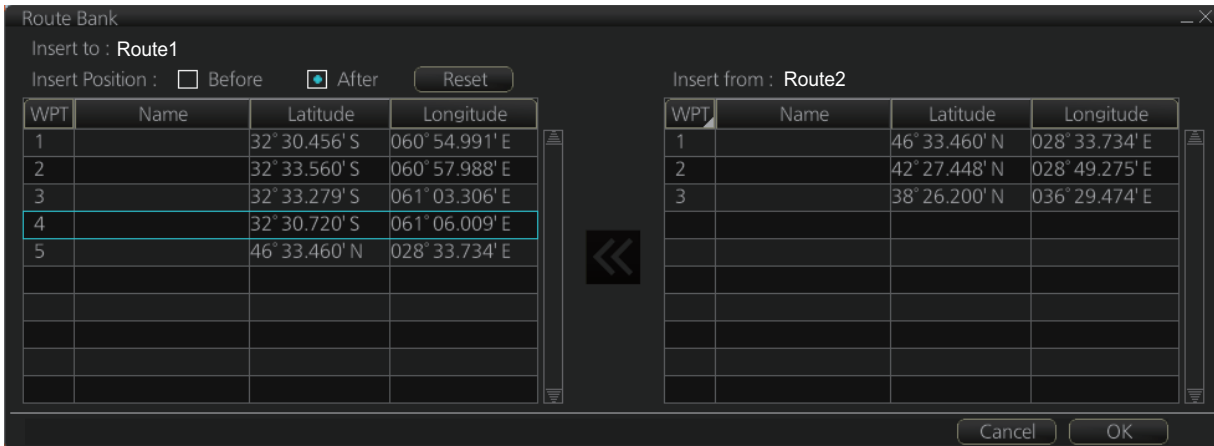 Route Bank
Insert to : Route1
Insert Position : Before After Reset
WPT Name Latitude Longitude
1 32° 30.456' S 060° 54.991' E
2 32° 33.560' S 060° 57.988' E
3 32° 33.279' S 061° 03.306' E
4 32° 30.720' S 061° 06.009' E
5 46° 33.460' N 028° 33.734' E
Insert from : Route2
WPT Name Latitude Longitude
1 46° 33.460' N 028° 33.734' E
2 42° 27.448' N 028° 49.275' E
3 38° 26.200' N 036° 29.474' E
Cancel OK